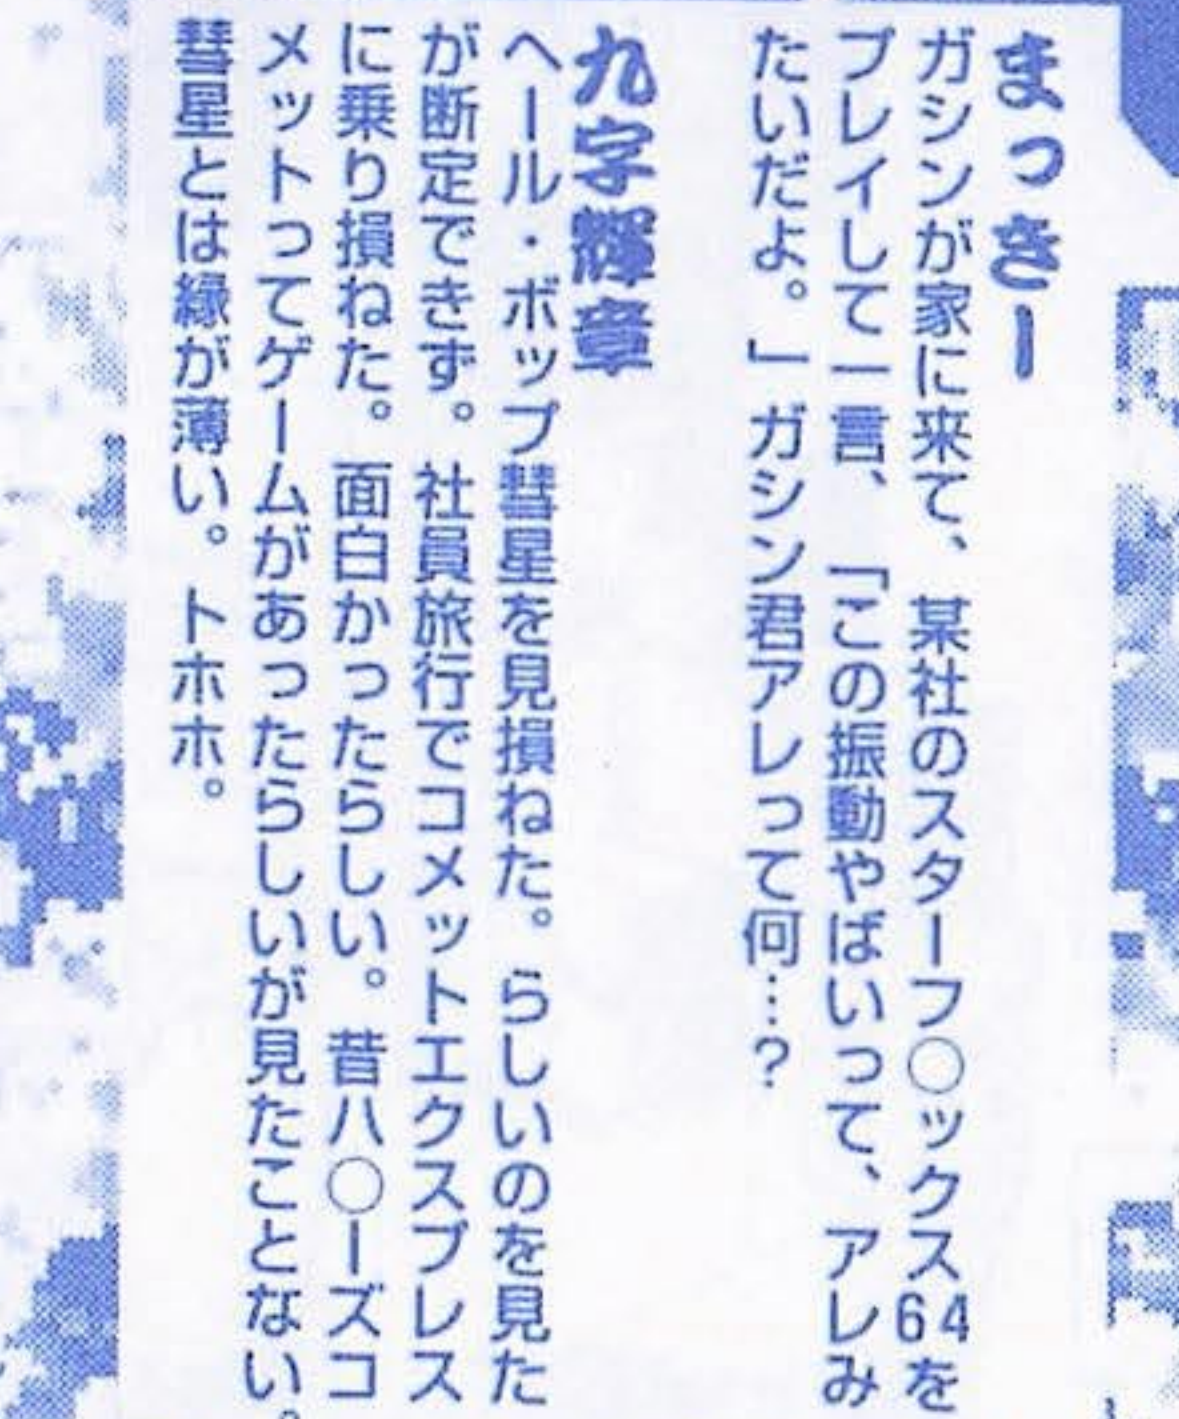 まっきー
ガシンが家に来て、某社のスターフ○ックス64を
プレイして一言、「この振動やばいって、アレみ
たいだよ。」ガシン君アレって何…?
九字輝章
ヘール・ボップ彗星を見損ねた。らしいのを見た
が断定できず。社員旅行でコメットエクスプレス
に乗り損ねた。面白かったらしい。昔ハ○ーズコ
メットってゲームがあったらしいが見たことない。
彗星とは縁が薄い。トホホ。